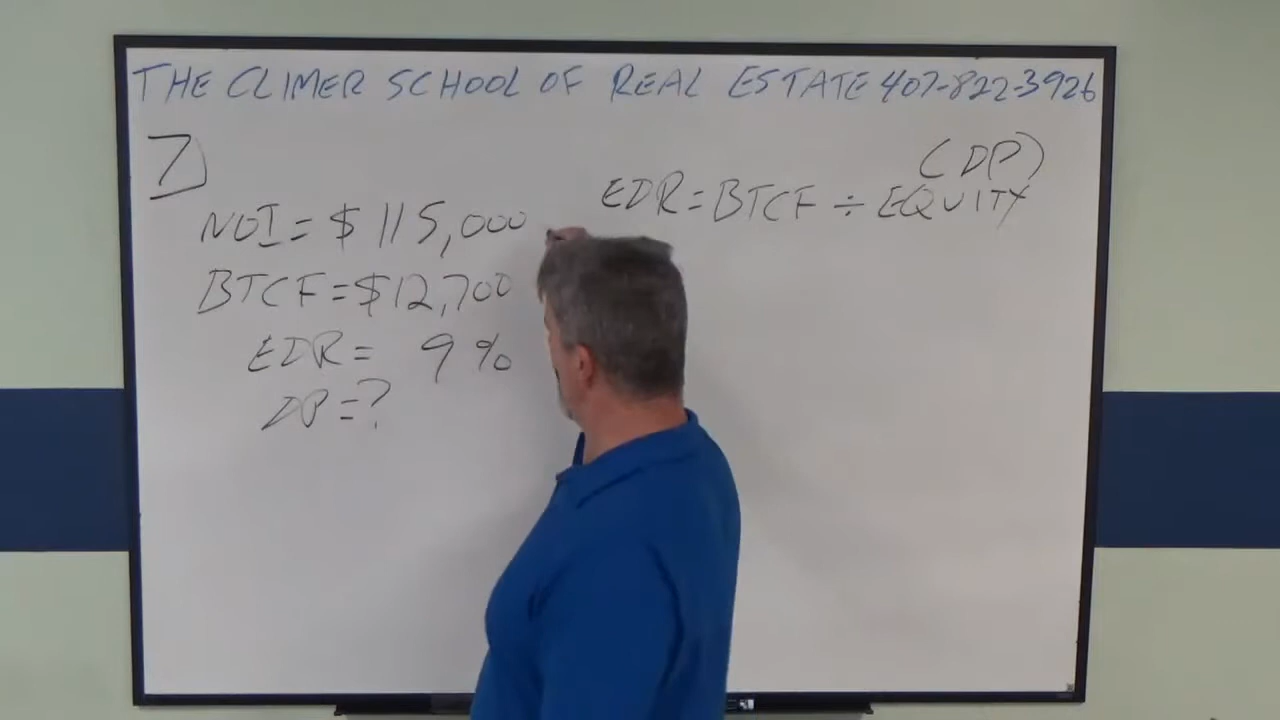 THE CLIMER SCHOOL OF REAL ESTATE 407-822-3926
7
NOI = $115,000
BTCF = $12,700
EDR = 9%
DP = ?
(DP)
EDR = BTCF ÷ EQUITY